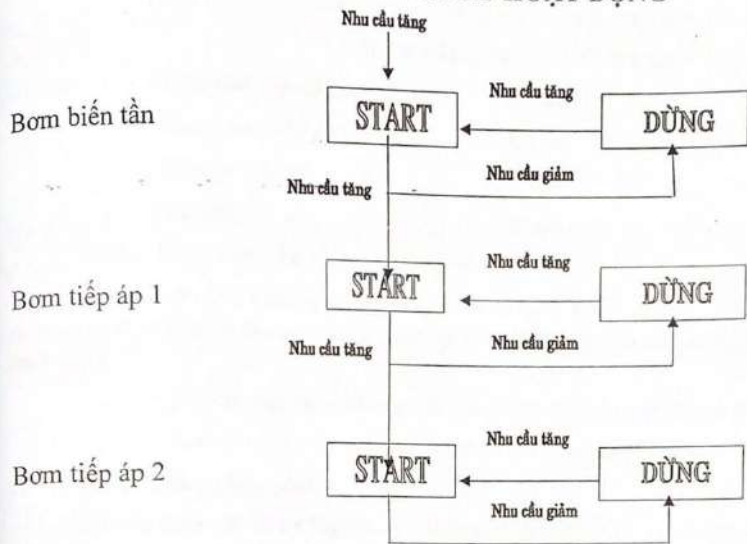 Nhu cầu tăng
Bơm biến tần
START
Nhu cầu tăng
DỪNG
Nhu cầu tăng
Nhu cầu giảm
Bơm tiếp áp 1
START
Nhu cầu tăng
DỪNG
Nhu cầu tăng
Nhu cầu giảm
Bơm tiếp áp 2
START
Nhu cầu tăng
DỪNG
Nhu cầu giảm